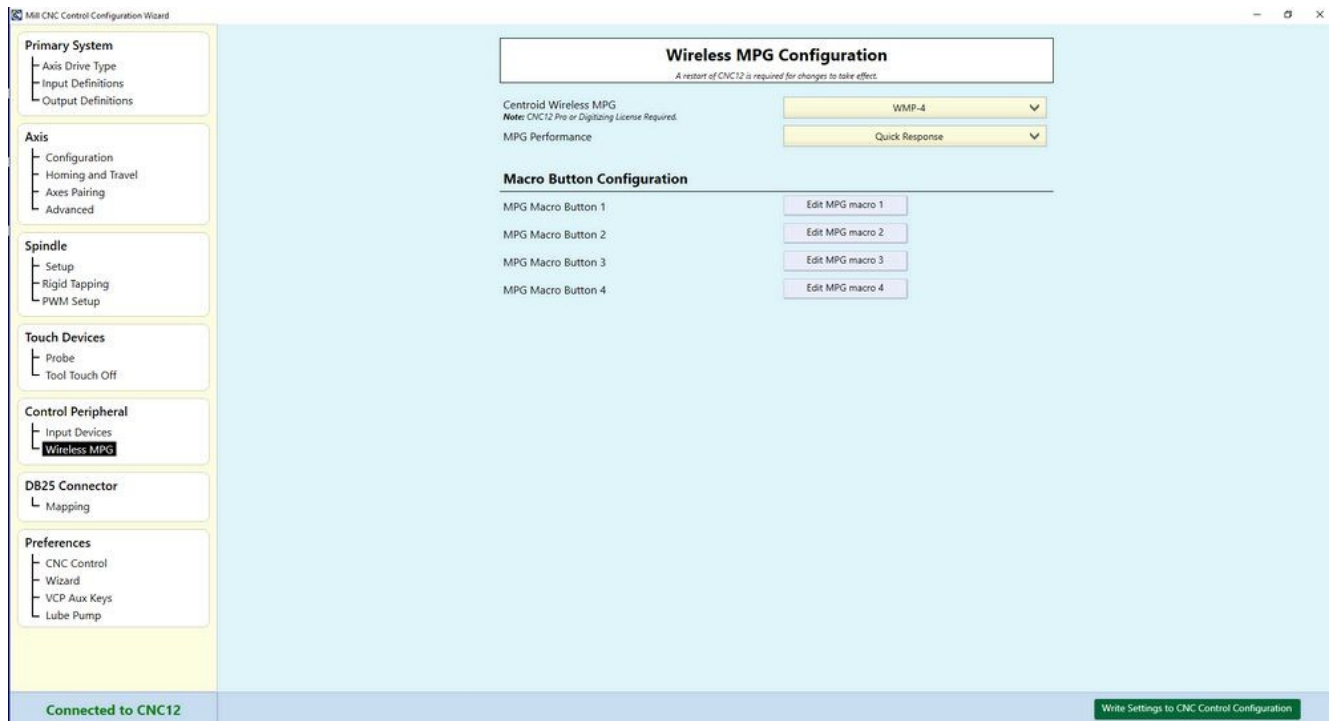 Mill CNC Control Configuration Wizard
Primary System
Axis Drive Type
Input Definitions
Output Definitions
Axis
Configuration
Homing and Travel
Axes Pairing
Advanced
Spindle
Setup
Rigid Tapping
PWM Setup
Touch Devices
Probe
Tool Touch Off
Control Peripheral
Input Devices
Wireless MPG
DB25 Connector
Mapping
Preferences
CNC Control
Wizard
VCP Aux Keys
Lube Pump
Connected to CNC12
Wireless MPG Configuration
A restart of CNC12 is required for changes to take effect.
Centroid Wireless MPG WMP-4
Note: CNC12 Pro or Digitizing License Required.
MPG Performance Quick Response
Macro Button Configuration
MPG Macro Button 1 Edit MPG macro 1
MPG Macro Button 2 Edit MPG macro 2
MPG Macro Button 3 Edit MPG macro 3
MPG Macro Button 4 Edit MPG macro 4
Write Settings to CNC Control Configuration